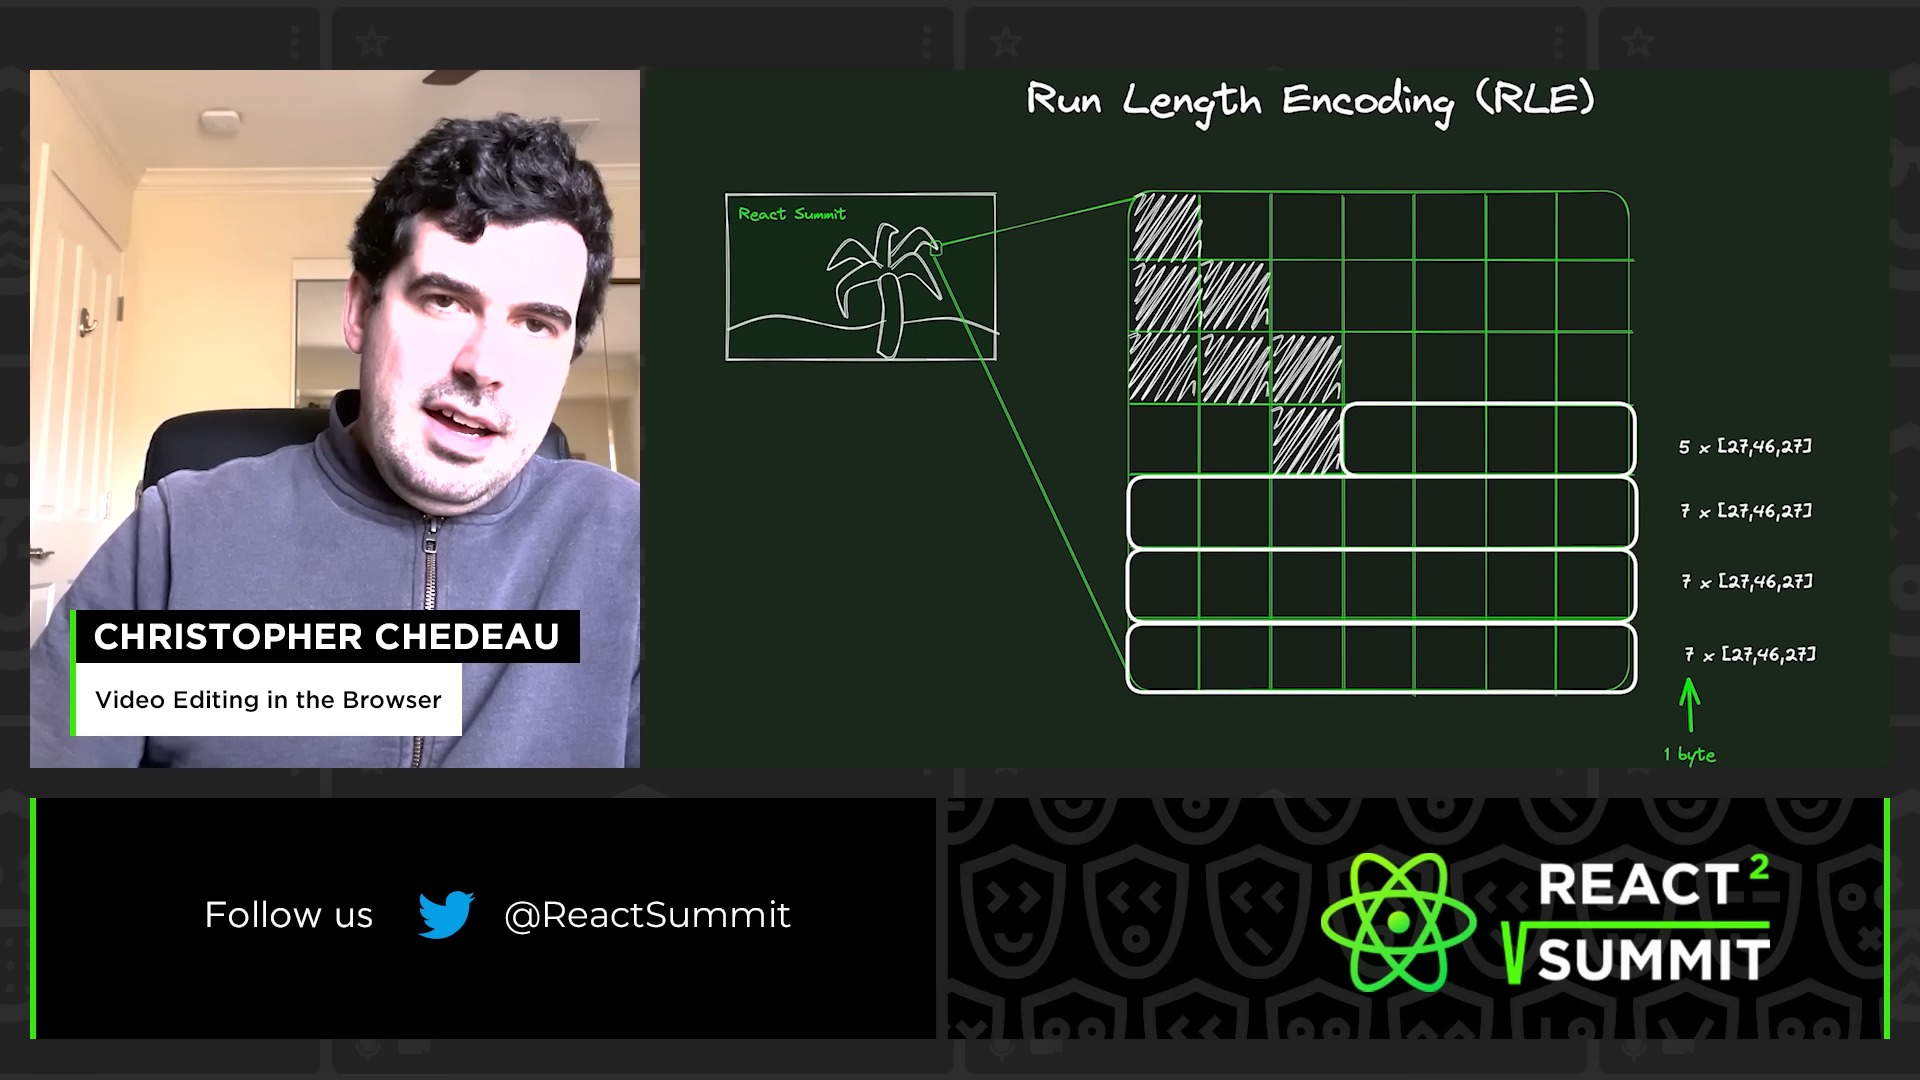 Run Length Encoding (RLE)
React Summit
5 x [27,46,27]
7 x [27,46,27]
7 x [27,46,27]
7 x [27,46,27]
1 byte
CHRISTOPHER CHEDEAU
Video Editing in the Browser
Follow us @ReactSummit
REACT 2
√SUMMIT